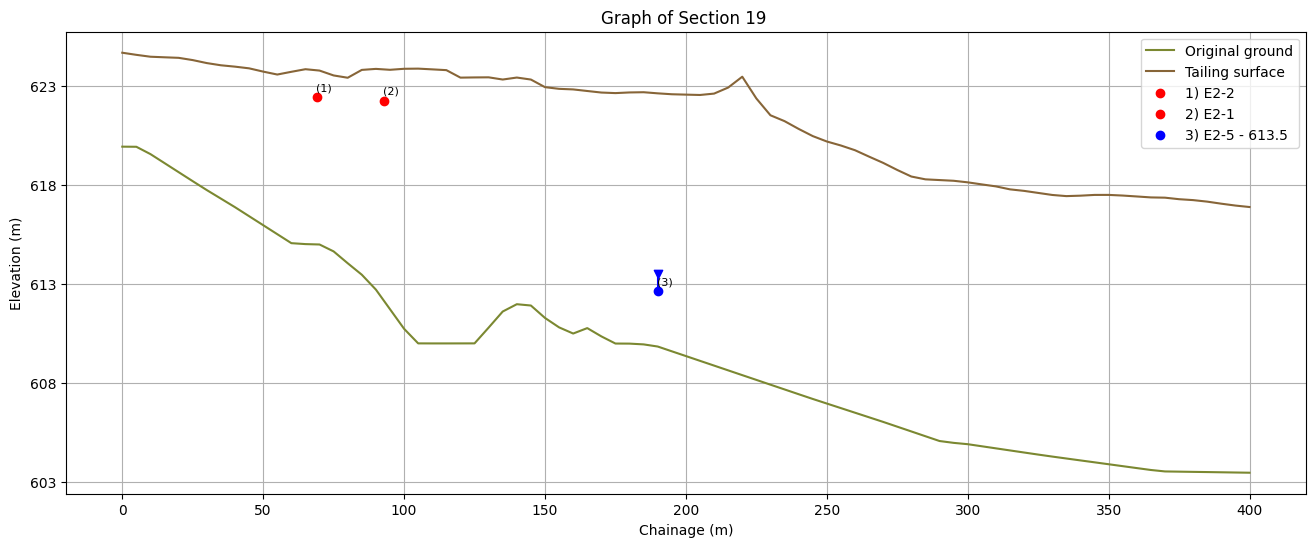 Graph of Section 19
Original ground
Tailing surface
1) E2-2
2) E2-1
3) E2-5 - 613.5
(1)
(2)
(3)
623
618
613
608
603
Elevation (m)
0 50 100 150 200 250 300 350 400
Chainage (m)